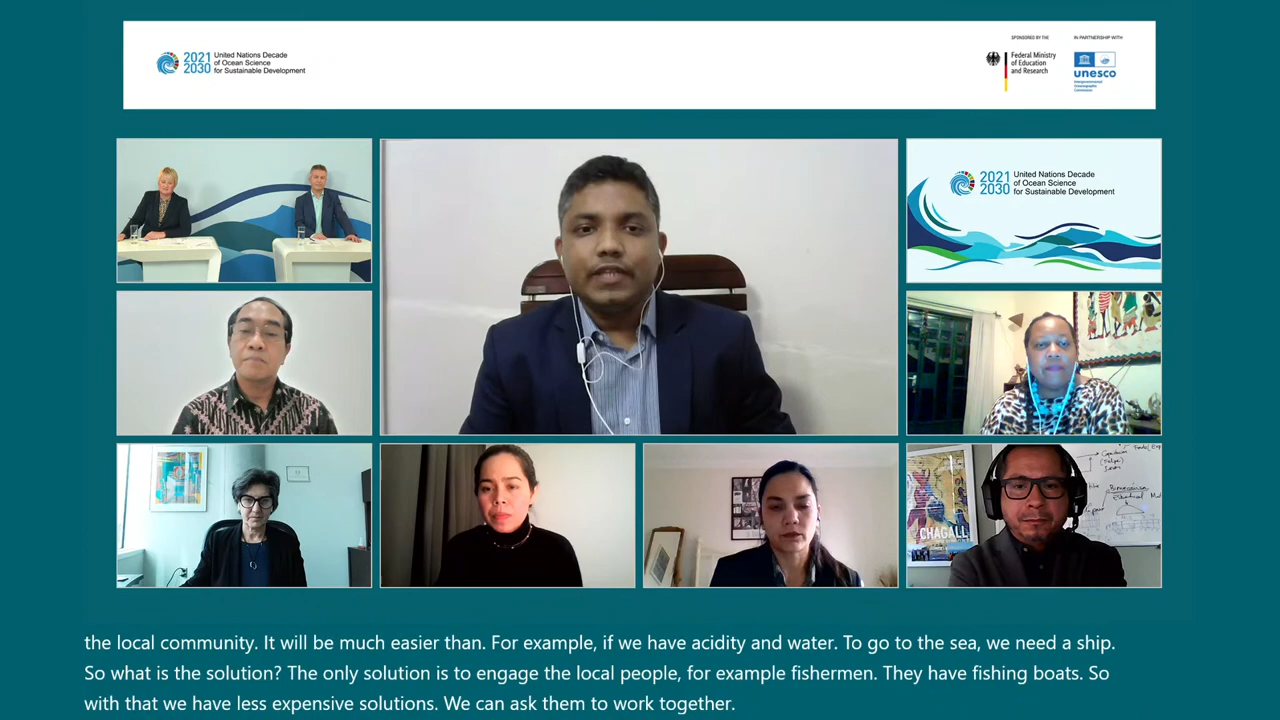 SPONSORED BY THE
IN PARTNERSHIP WITH
2021
2030
United Nations Decade
of Ocean Science
for Sustainable Development
Federal Ministry
of Education
and Research
unesco
Intergovernmental
Oceanographic
Commission
2021
2030
United Nations Decade
of Ocean Science
for Sustainable Development
CHAGALL
the local community. It will be much easier than. For example, if we have acidity and water. To go to the sea, we need a ship.
So what is the solution? The only solution is to engage the local people, for example fishermen. They have fishing boats. So
with that we have less expensive solutions. We can ask them to work together.